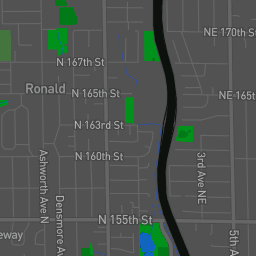 NE 170th St
N 167th St
Ronald
N 165th St
NE 165th
N 163rd St
N 160th St
3rd Ave NE
Ashworth Ave N
Densmore Ave
N 155th St
5th A
eway